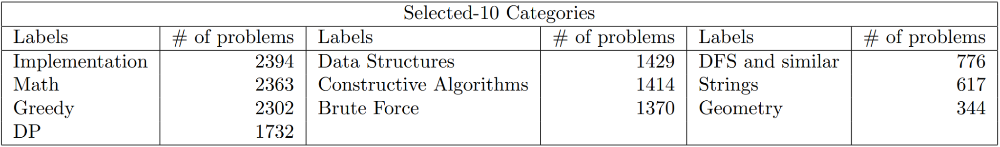 Selected-10 Categories
Labels # of problems Labels # of problems Labels # of problems
Implementation 2394 Data Structures 1429 DFS and similar 776
Math 2363 Constructive Algorithms 1414 Strings 617
Greedy 2302 Brute Force 1370 Geometry 344
DP 1732